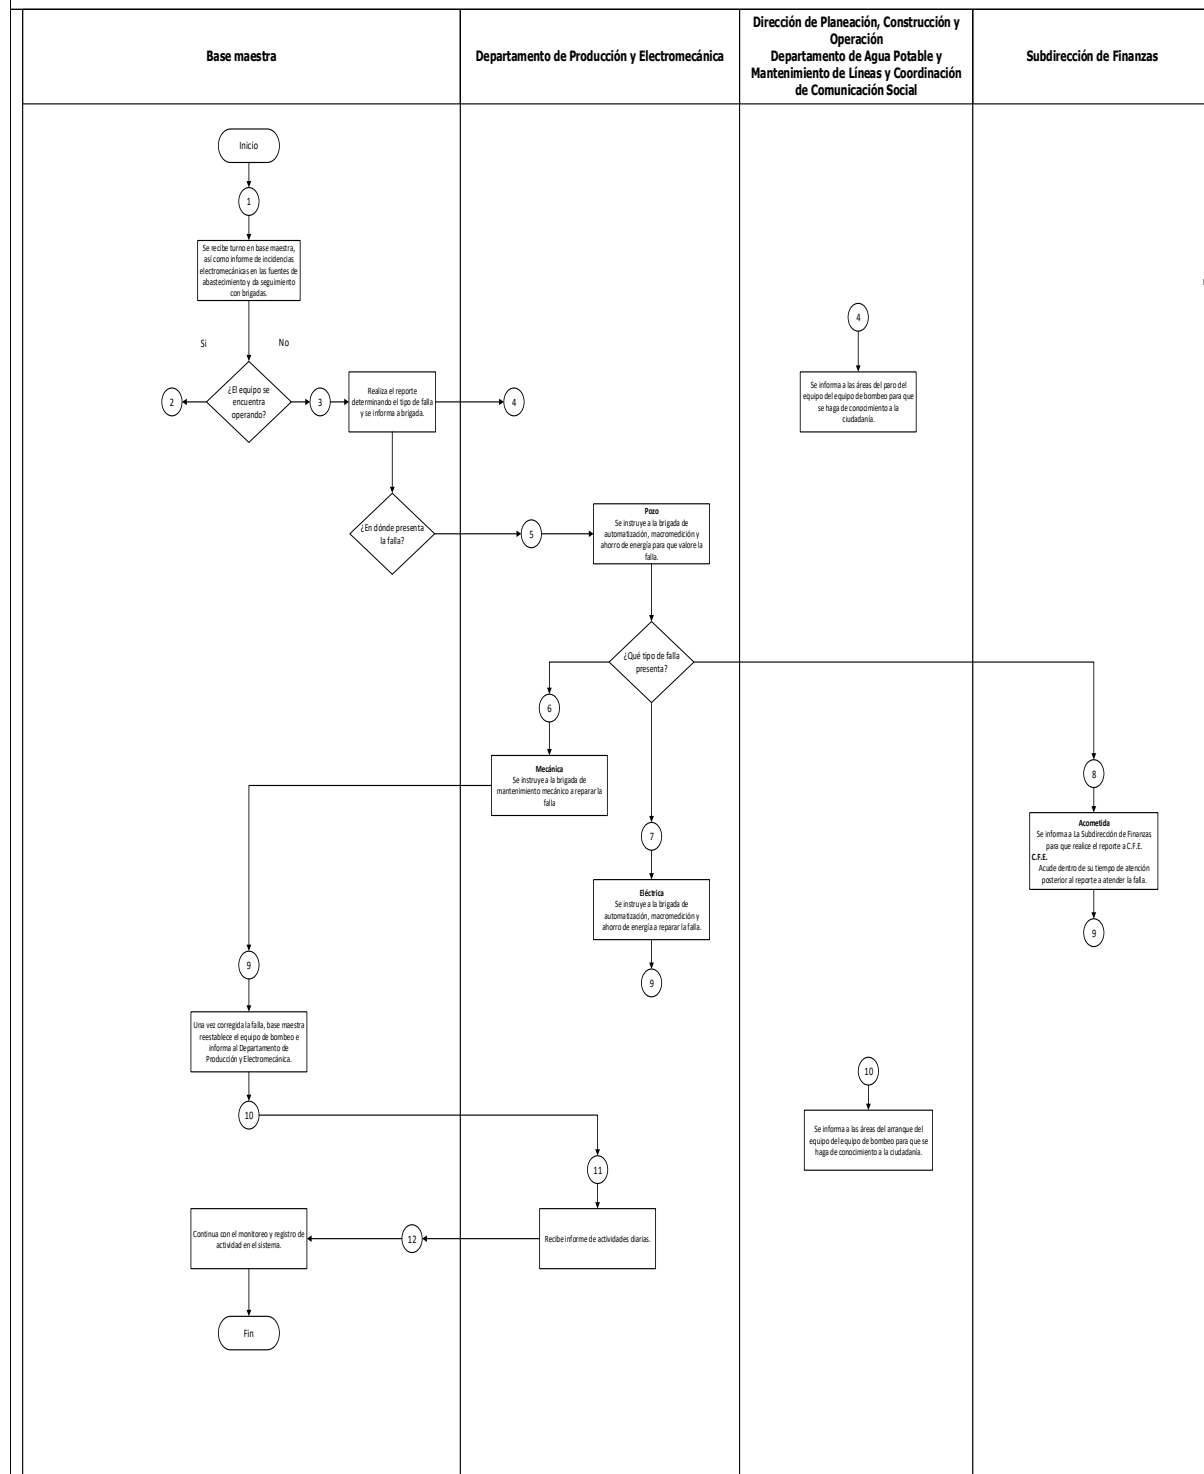 Base maestra
Departamento de Producción y Electromecánica
Dirección de Planeación, Construcción y
Operación
Departamento de Agua Potable y
Mantenimiento de Líneas y Coordinación
de Comunicación Social
Subdirección de Finanzas
Inicio
1
Se recibe turno en base maestra,
así como informe de incidencias
electromecánicas en las fuentes de
abastecimiento y da seguimiento
con brigadas.
Si
No
¿El equipo se
encuentra
operando?
2
3
Realiza el reporte
determinando el tipo de falla
y se informa a brigada.
4
4
Se informa a las áreas del paro del
equipo del equipo de bombeo para que
se haga de conocimiento a la
ciudadanía.
¿En dónde presenta
la falla?
5
Pozo
Se instruye a la brigada de
automatización, macromedición y
ahorro de energía para que valore la
falla.
¿Qué tipo de falla
presenta?
6
Mecánica
Se instruye a la brigada de
mantenimiento mecánico a reparar la
falla
7
Eléctrica
Se instruye a la brigada de
automatización, macromedición y
ahorro de energía a reparar la falla.
9
8
Acometida
Se informa a La Subdirección de Finanzas
para que realice el reporte a C.F.E.
C.F.E.
Acude dentro de su tiempo de atención
posterior al reporte a atender la falla.
9
9
Una vez corregida la falla, base maestra
reestablece el equipo de bombeo e
informa al Departamento de
Producción y Electromecánica.
10
10
Se informa a las áreas del arranque del
equipo del equipo de bombeo para que se
haga de conocimiento a la ciudadanía.
11
Recibe informe de actividades diarias.
12
Continua con el monitoreo y registro de
actividad en el sistema.
Fin